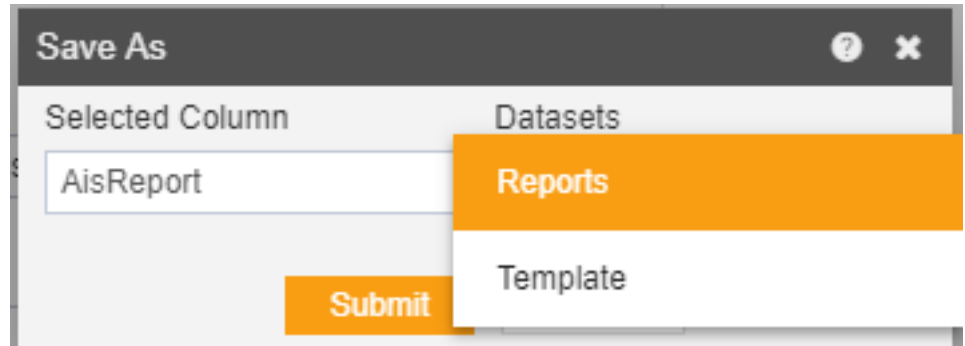 Save As
Selected Column
Datasets
AisReport
Reports
Template
Submit